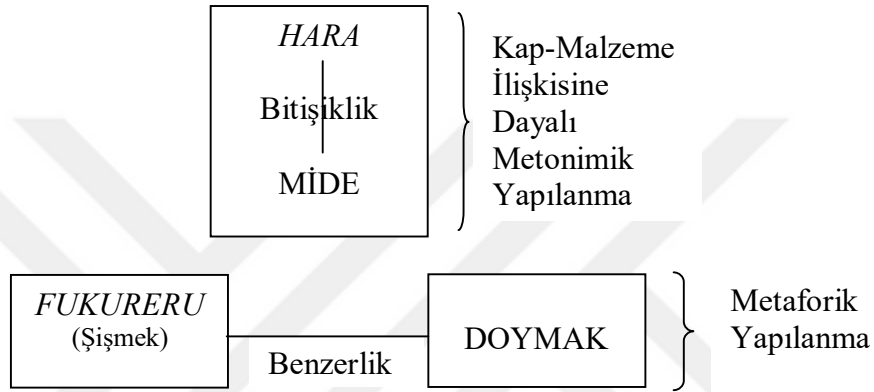 HARA
Bitişiklik
MİDE
Kap-Malzeme
İlişkisine
Dayalı
Metonimik
Yapılanma
FUKURERU
(Şişmek)
Benzerlik
DOYMAK
Metaforik
Yapılanma